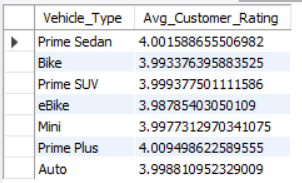 Vehicle_Type Avg_Customer_Rating
Prime Sedan 4.001588655506982
Bike 3.993376395883525
Prime SUV 3.999377501111586
eBike 3.98785403050109
Mini 3.9977312970341075
Prime Plus 4.009498622589555
Auto 3.998810952329009